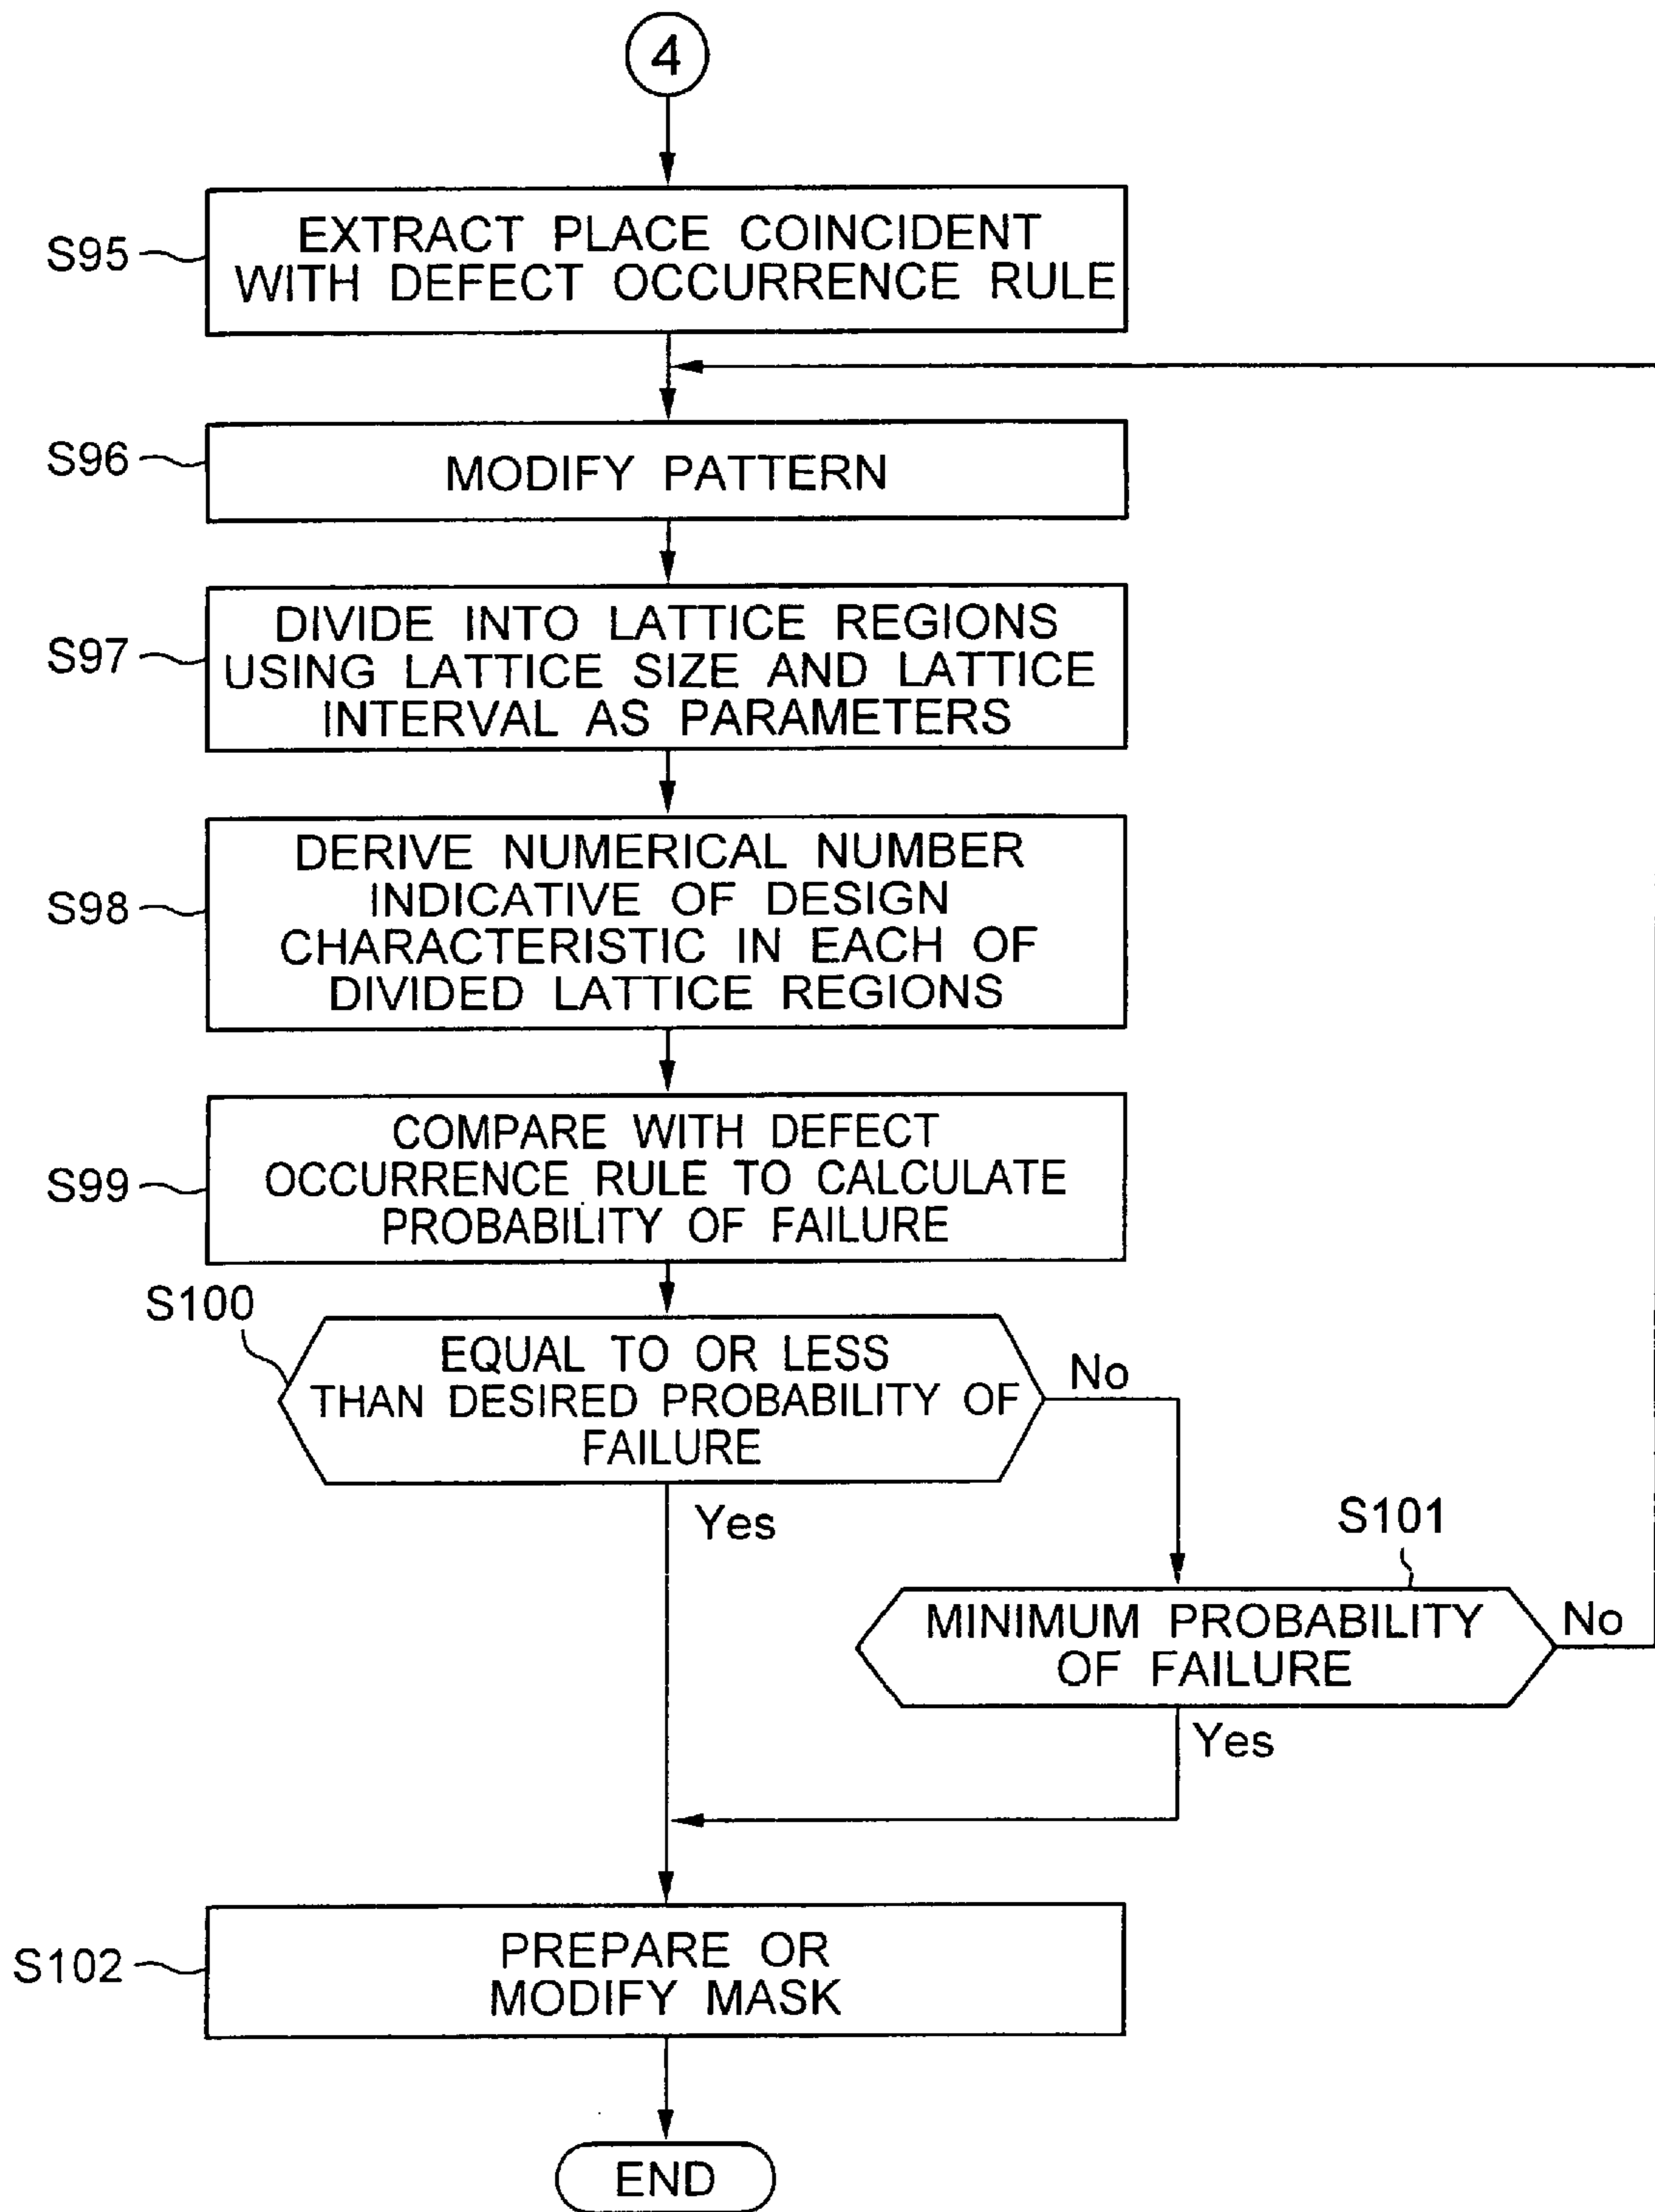 4
S95
EXTRACT PLACE COINCIDENT
WITH DEFECT OCCURRENCE RULE
S96
MODIFY PATTERN
S97
DIVIDE INTO LATTICE REGIONS
USING LATTICE SIZE AND LATTICE
INTERVAL AS PARAMETERS
S98
DERIVE NUMERICAL NUMBER
INDICATIVE OF DESIGN
CHARACTERISTIC IN EACH OF
DIVIDED LATTICE REGIONS
S99
COMPARE WITH DEFECT
OCCURRENCE RULE TO CALCULATE
PROBABILITY OF FAILURE
S100
EQUAL TO OR LESS
THAN DESIRED PROBABILITY OF
FAILURE
No
Yes
S101
MINIMUM PROBABILITY
OF FAILURE
No
Yes
S102
PREPARE OR
MODIFY MASK
END